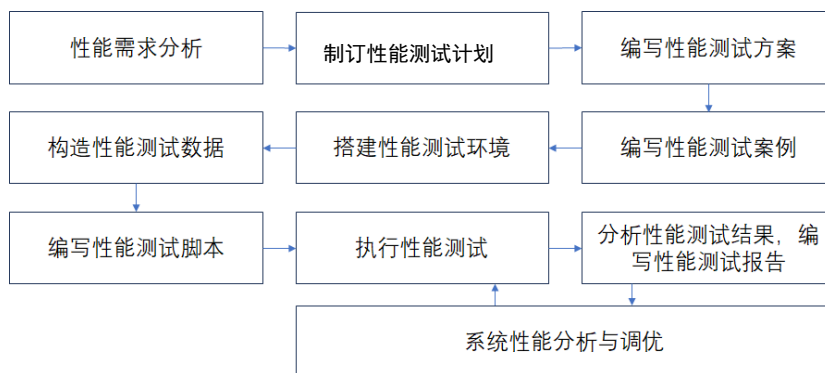 性能需求分析
制订性能测试计划
编写性能测试方案
构造性能测试数据
搭建性能测试环境
编写性能测试案例
编写性能测试脚本
执行性能测试
分析性能测试结果，编
写性能测试报告
系统性能分析与调优